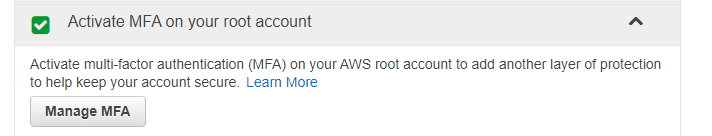 Activate MFA on your root account
Activate multi-factor authentication (MFA) on your AWS root account to add another layer of protection
to help keep your account secure. Learn More
Manage MFA